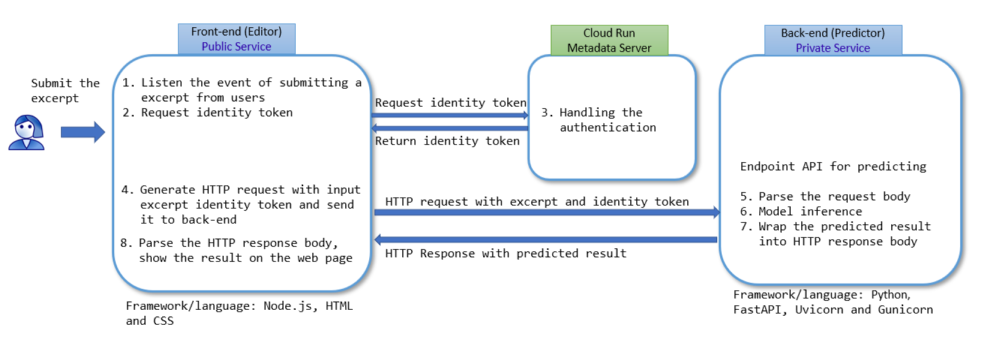 Front-end (Editor)
Public Service
Cloud Run
Metadata Server
Back-end (Predictor)
Private Service
Submit the
excerpt
1. Listen the event of submitting a
excerpt from users
2. Request identity token
Request identity token
Return identity token
3. Handling the
authentication
4. Generate HTTP request with input
excerpt identity token and send
it to back-end
8. Parse the HTTP response body,
show the result on the web page
HTTP request with excerpt and identity token
HTTP Response with predicted result
Endpoint API for predicting
5. Parse the request body
6. Model inference
7. Wrap the predicted result
into HTTP response body
Framework/language: Node.js, HTML
and CSS
Framework/language: Python,
FastAPI, Uvicorn and Gunicorn